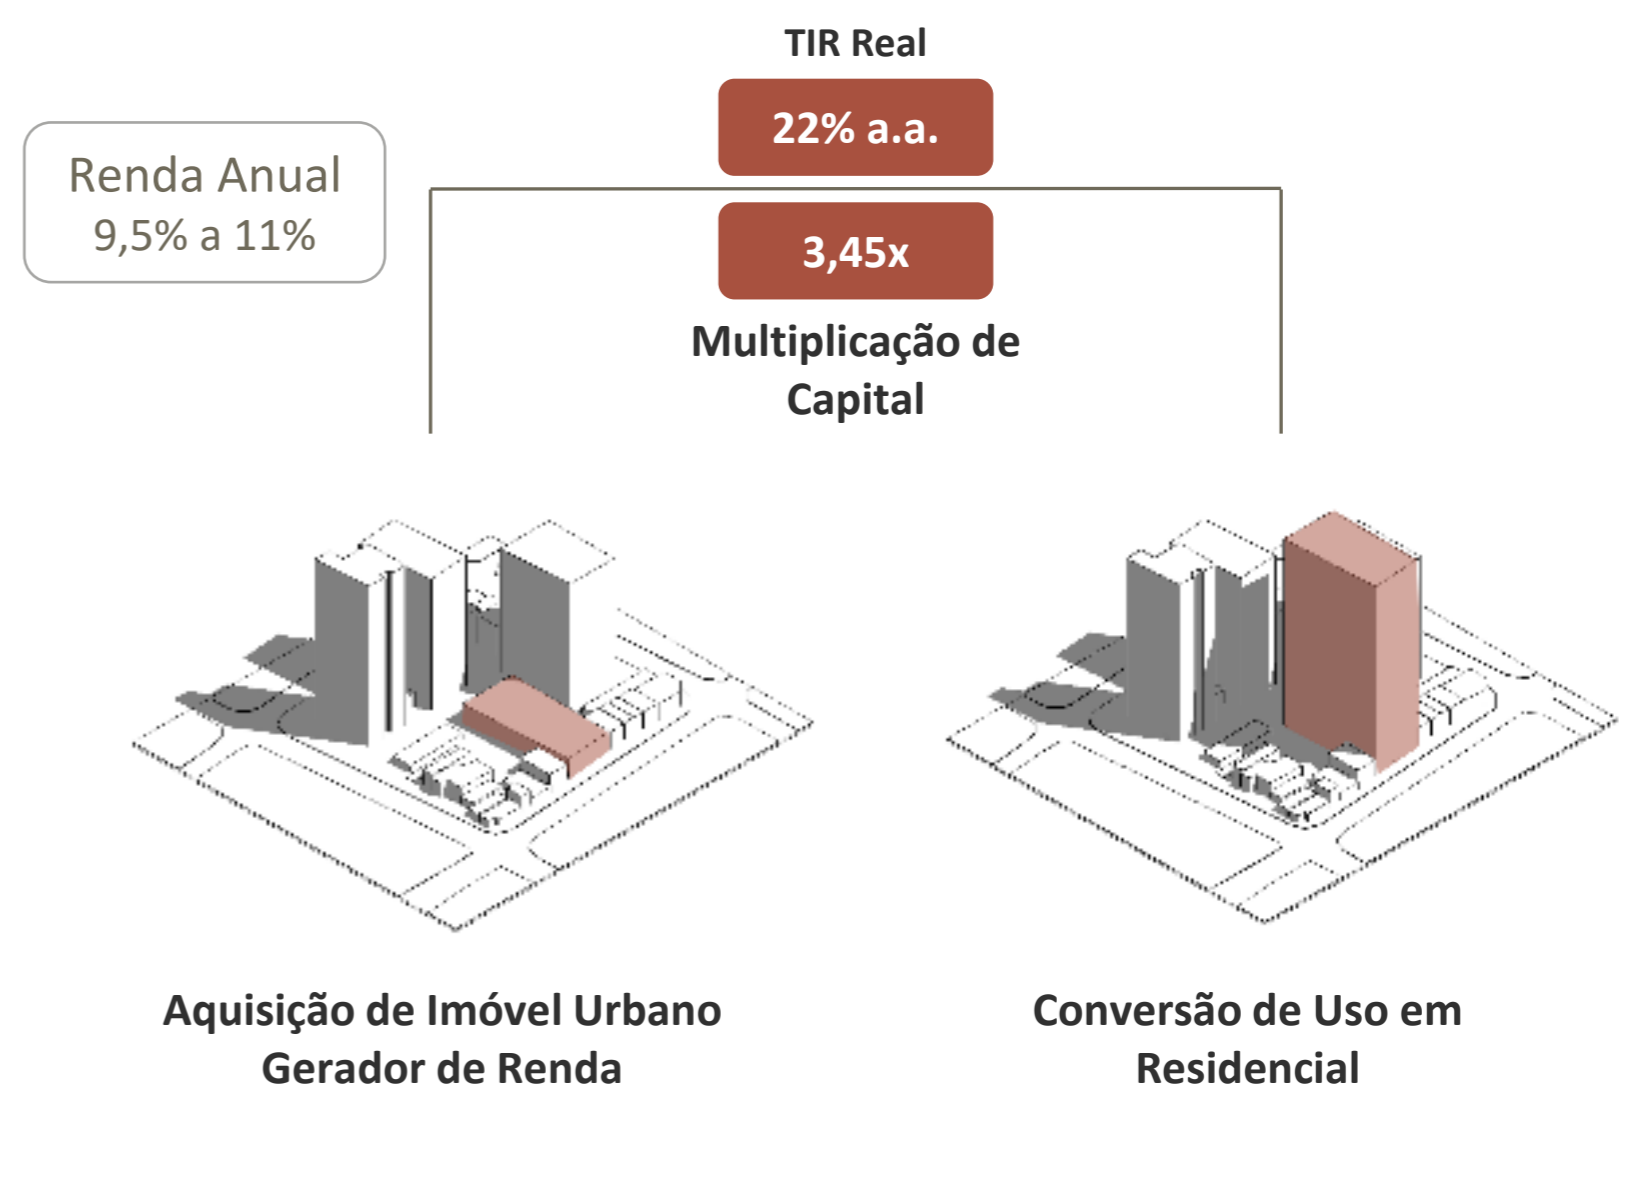 TIR Real
22% a.a.
Renda Anual
9,5% a 11%
3,45x
Multiplicação de
Capital
Aquisição de Imóvel Urbano
Gerador de Renda
Conversão de Uso em
Residencial